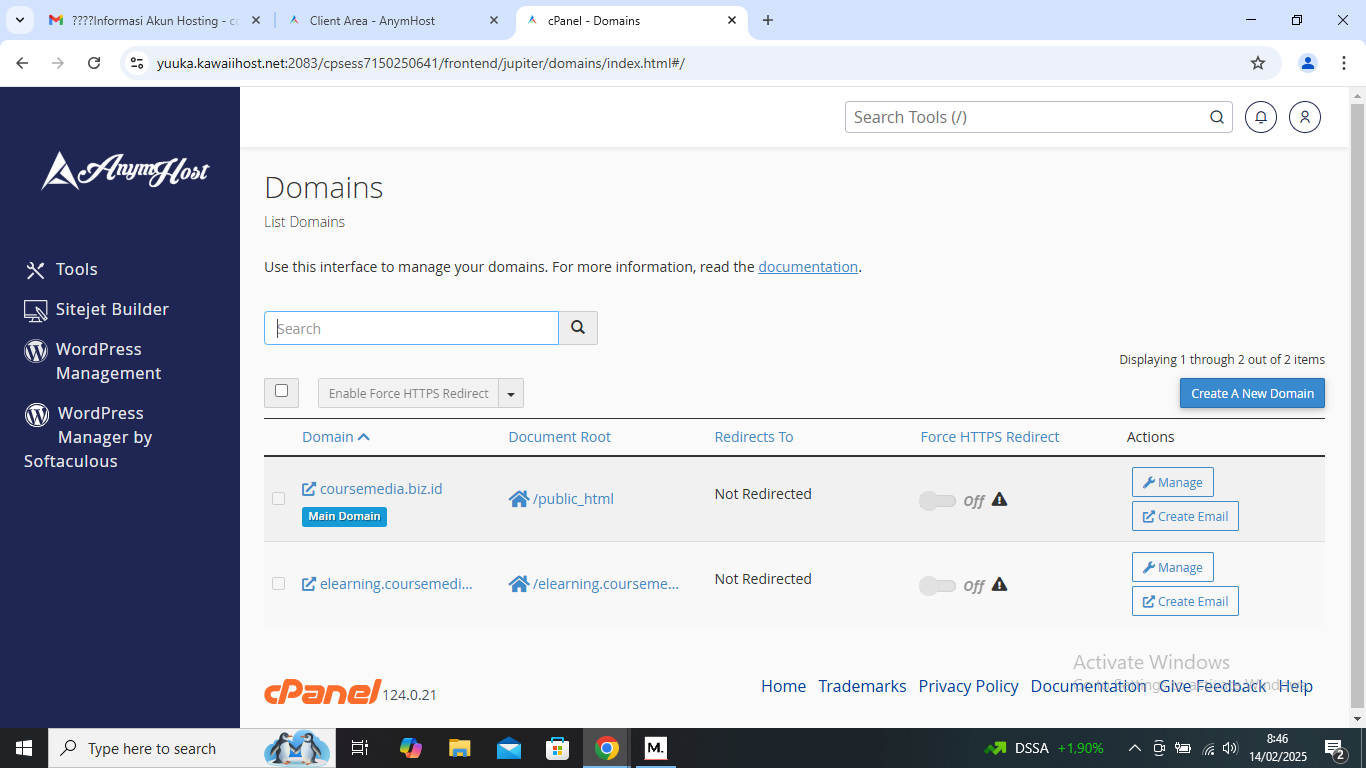 ????Informasi Akun Hosting - co
Client Area - AnymHost
cPanel - Domains
yuuka.kawaiihost.net:2083/cpsess7150250641/frontend/jupiter/domains/index.html#/
AnymHost
Search Tools (/)
Tools
Sitejet Builder
WordPress
Management
WordPress
Manager by
Softaculous
Domains
List Domains
Use this interface to manage your domains. For more information, read the documentation.
Search
Displaying 1 through 2 out of 2 items
Enable Force HTTPS Redirect
Create A New Domain
Domain Document Root Redirects To Force HTTPS Redirect Actions
coursemedia.biz.id
Main Domain
/public_html
Not Redirected
Off
Manage
Create Email
elearning.coursemedi...
/elearning.courseme...
Not Redirected
Off
Manage
Create Email
Activate Windows
Go to Settings to activate Windows.
cPanel 124.0.21
Home Trademarks Privacy Policy Documentation Give Feedback Help
Type here to search
M.
DSSA +1,90%
8:46
14/02/2025
2